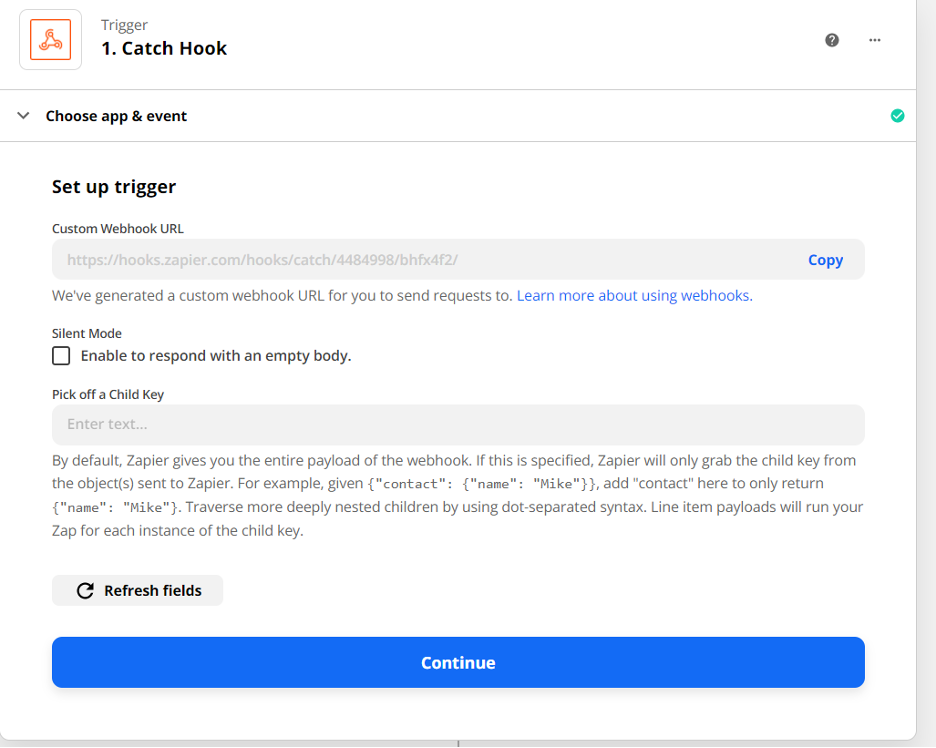 Trigger
1. Catch Hook
Choose app & event
Set up trigger
Custom Webhook URL
https://hooks.zapier.com/hooks/catch/4484998/bhfx4f2/
Copy
We've generated a custom webhook URL for you to send requests to. Learn more about using webhooks.
Silent Mode
Enable to respond with an empty body.
Pick off a Child Key
Enter text...
By default, Zapier gives you the entire payload of the webhook. If this is specified, Zapier will only grab the child key from
the object(s) sent to Zapier. For example, given {"contact": {"name": "Mike"}}, add "contact" here to only return
{"name": "Mike"}. Traverse more deeply nested children by using dot-separated syntax. Line item payloads will run your
Zap for each instance of the child key.
Refresh fields
Continue